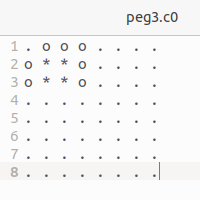 peg3.c0
1 . o o o . . . .
2 o * * o . . . .
3 o * * o . . . .
4 . . . . . . . .
5 . . . . . . . .
6 . . . . . . . .
7 . . . . . . . .
8 . . . . . . . .